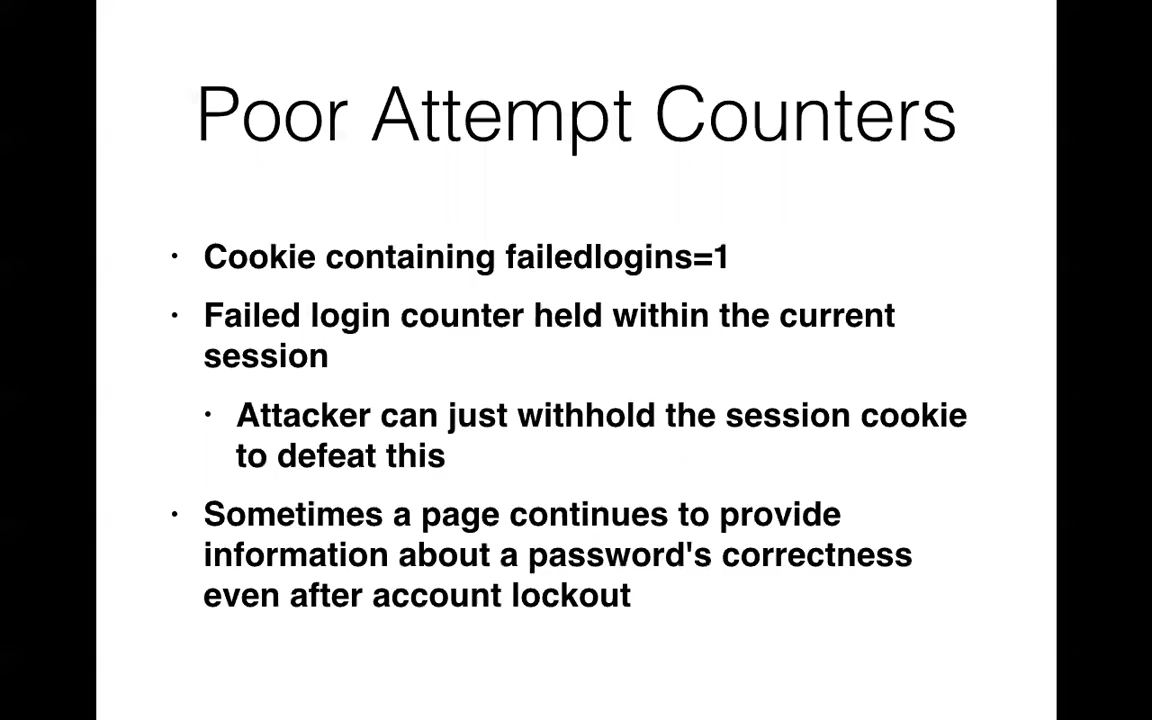 Poor Attempt Counters
• Cookie containing failedlogins=1
• Failed login counter held within the current
session
• Attacker can just withhold the session cookie
to defeat this
• Sometimes a page continues to provide
information about a password's correctness
even after account lockout